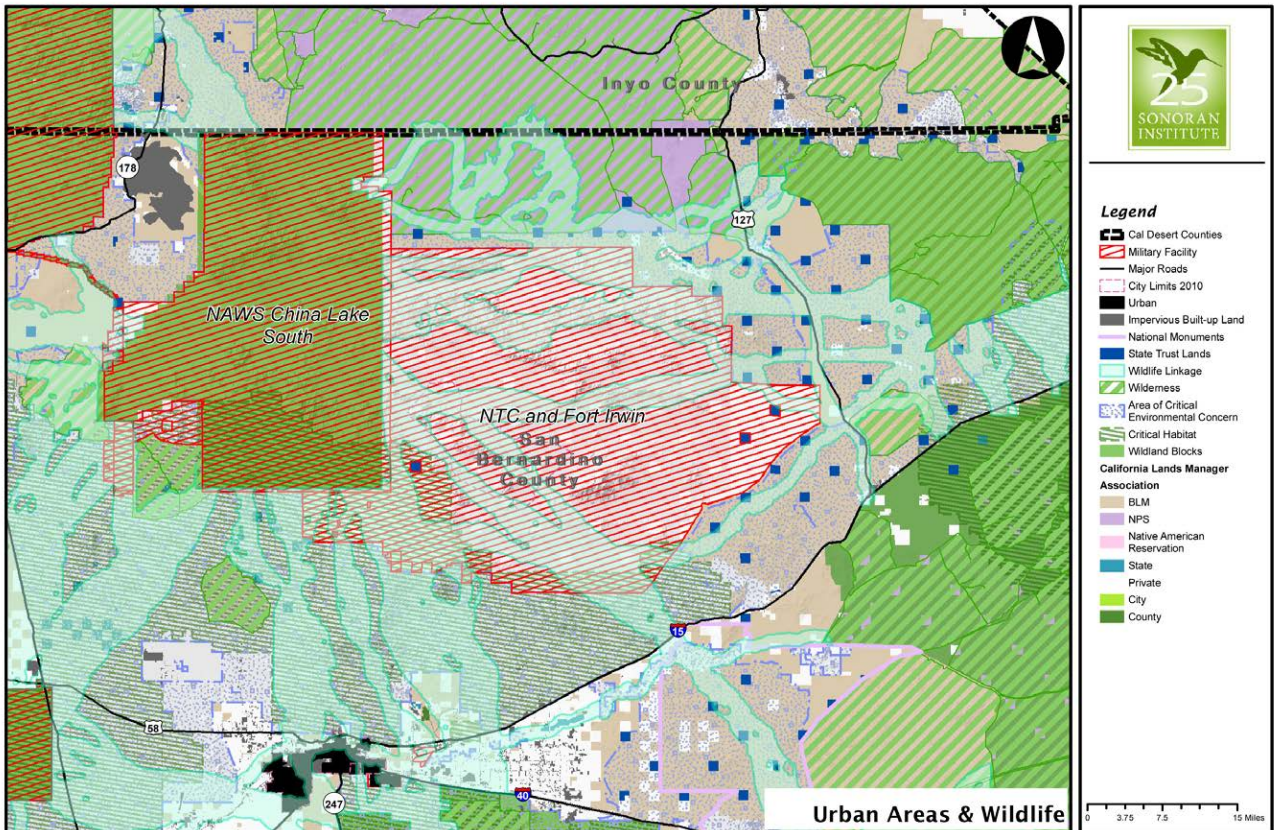 Inyo County
178
127
NAWS China Lake
South
NTC and Fort Irwin
San
Bernardino
County
15
58
247
40
Urban Areas & Wildlife
25
SONORAN
INSTITUTE
Legend
Cal Desert Counties
Military Facility
Major Roads
City Limits 2010
Urban
Impervious Built-up Land
National Monuments
State Trust Lands
Wildlife Linkage
Wilderness
Area of Critical
Environmental Concern
Critical Habitat
Wildland Blocks
California Lands Manager
Association
BLM
NPS
Native American
Reservation
State
Private
City
County
0 3.75 7.5 15 Miles